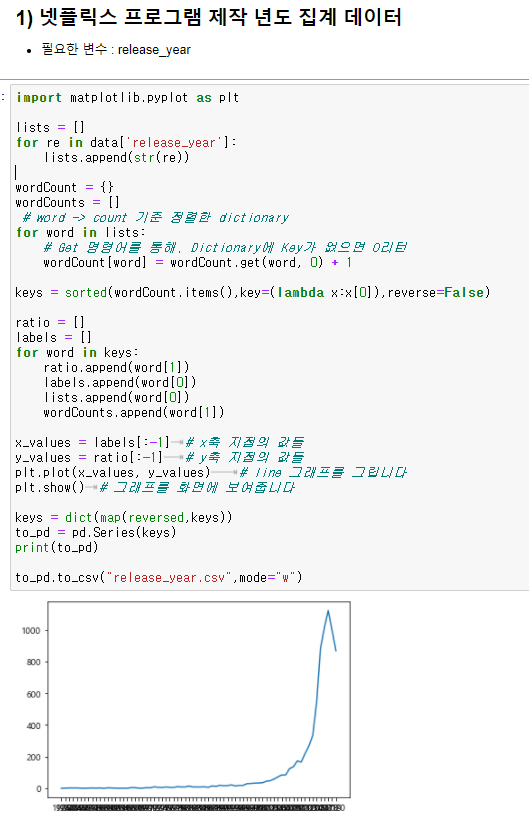 1) 넷플릭스 프로그램 제작 년도 집계 데이터
• 필요한 변수 : release_year
:
import matplotlib.pyplot as plt
lists = []
for re in data['release_year']:
    lists.append(str(re))
wordCount = {}
wordCounts = []
 # word -> count 기준 정렬한 dictionary
for word in lists:
    # Get 명령어를 통해, Dictionary에 Key가 없으면 0리턴
    wordCount[word] = wordCount.get(word, 0) + 1
keys = sorted(wordCount.items(),key=(lambda x:x[0]),reverse=False)
ratio = []
labels = []
for word in keys:
    ratio.append(word[1])
    labels.append(word[0])
    lists.append(word[0])
    wordCounts.append(word[1])
x_values = labels[:-1] # x축 지점의 값들
y_values = ratio[:-1] # y축 지점의 값들
plt.plot(x_values, y_values) # line 그래프를 그립니다
plt.show() # 그래프를 화면에 보여줍니다
keys = dict(map(reversed,keys))
to_pd = pd.Series(keys)
print(to_pd)
to_pd.to_csv("release_year.csv",mode="w")
1000
800
600
400
200
0